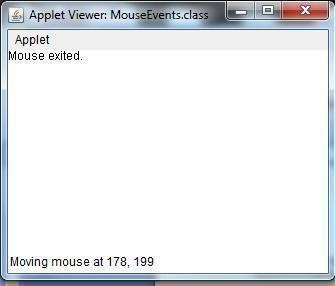 Applet Viewer: MouseEvents.class
Applet
Mouse exited.
Moving mouse at 178, 199